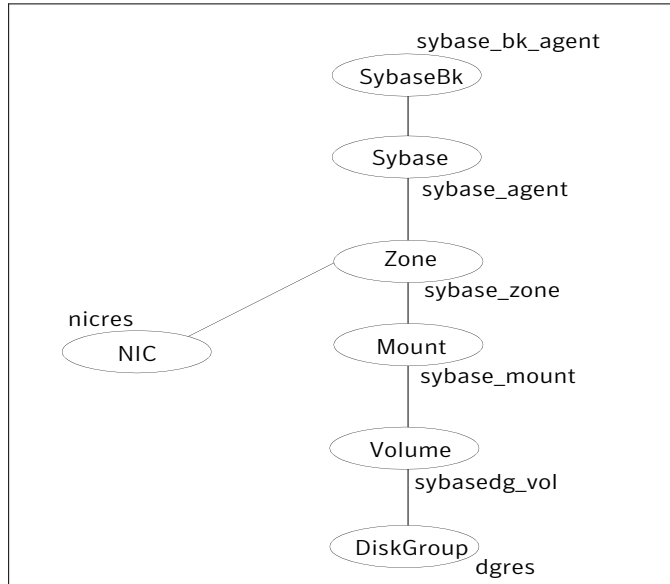 sybase_bk_agent
SybaseBk
Sybase
sybase_agent
Zone
sybase_zone
nicres
NIC
Mount
sybase_mount
Volume
sybasedg_vol
DiskGroup
dgres